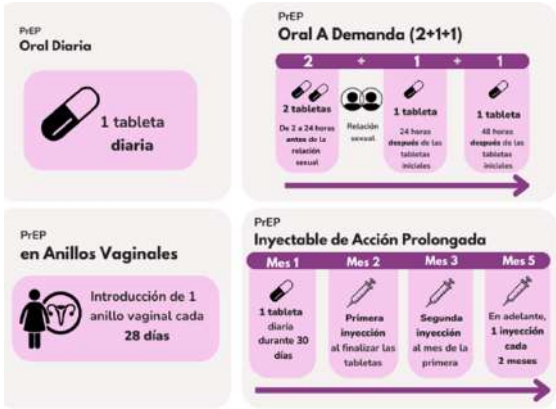 PrEP
Oral Diaria
1 tableta
diaria
PrEP
Oral A Demanda (2+1+1)
2 + 1 + 1
2 tabletas
De 2 a 24 horas
antes de la
relación
sexual
Relación
sexual
1 tableta
24 horas
después de las
tabletas
iniciales
1 tableta
48 horas
después de las
tabletas
iniciales
PrEP
en Anillos Vaginales
Introducción de 1
anillo vaginal cada
28 días
PrEP
Inyectable de Acción Prolongada
Mes 1
1 tableta
diaria
durante 30
días
Mes 2
Primera
inyección
al finalizar las
tabletas
Mes 3
Segunda
inyección
al mes de la
primera
Mes 5
En adelante,
1 inyección
cada
2 meses